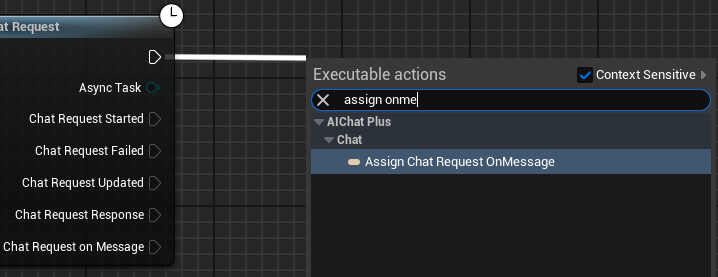 at Request
Async Task
Chat Request Started
Chat Request Failed
Chat Request Updated
Chat Request Response
Chat Request on Message
Executable actions
Context Sensitive
assign onme
AIChat Plus
Chat
Assign Chat Request OnMessage